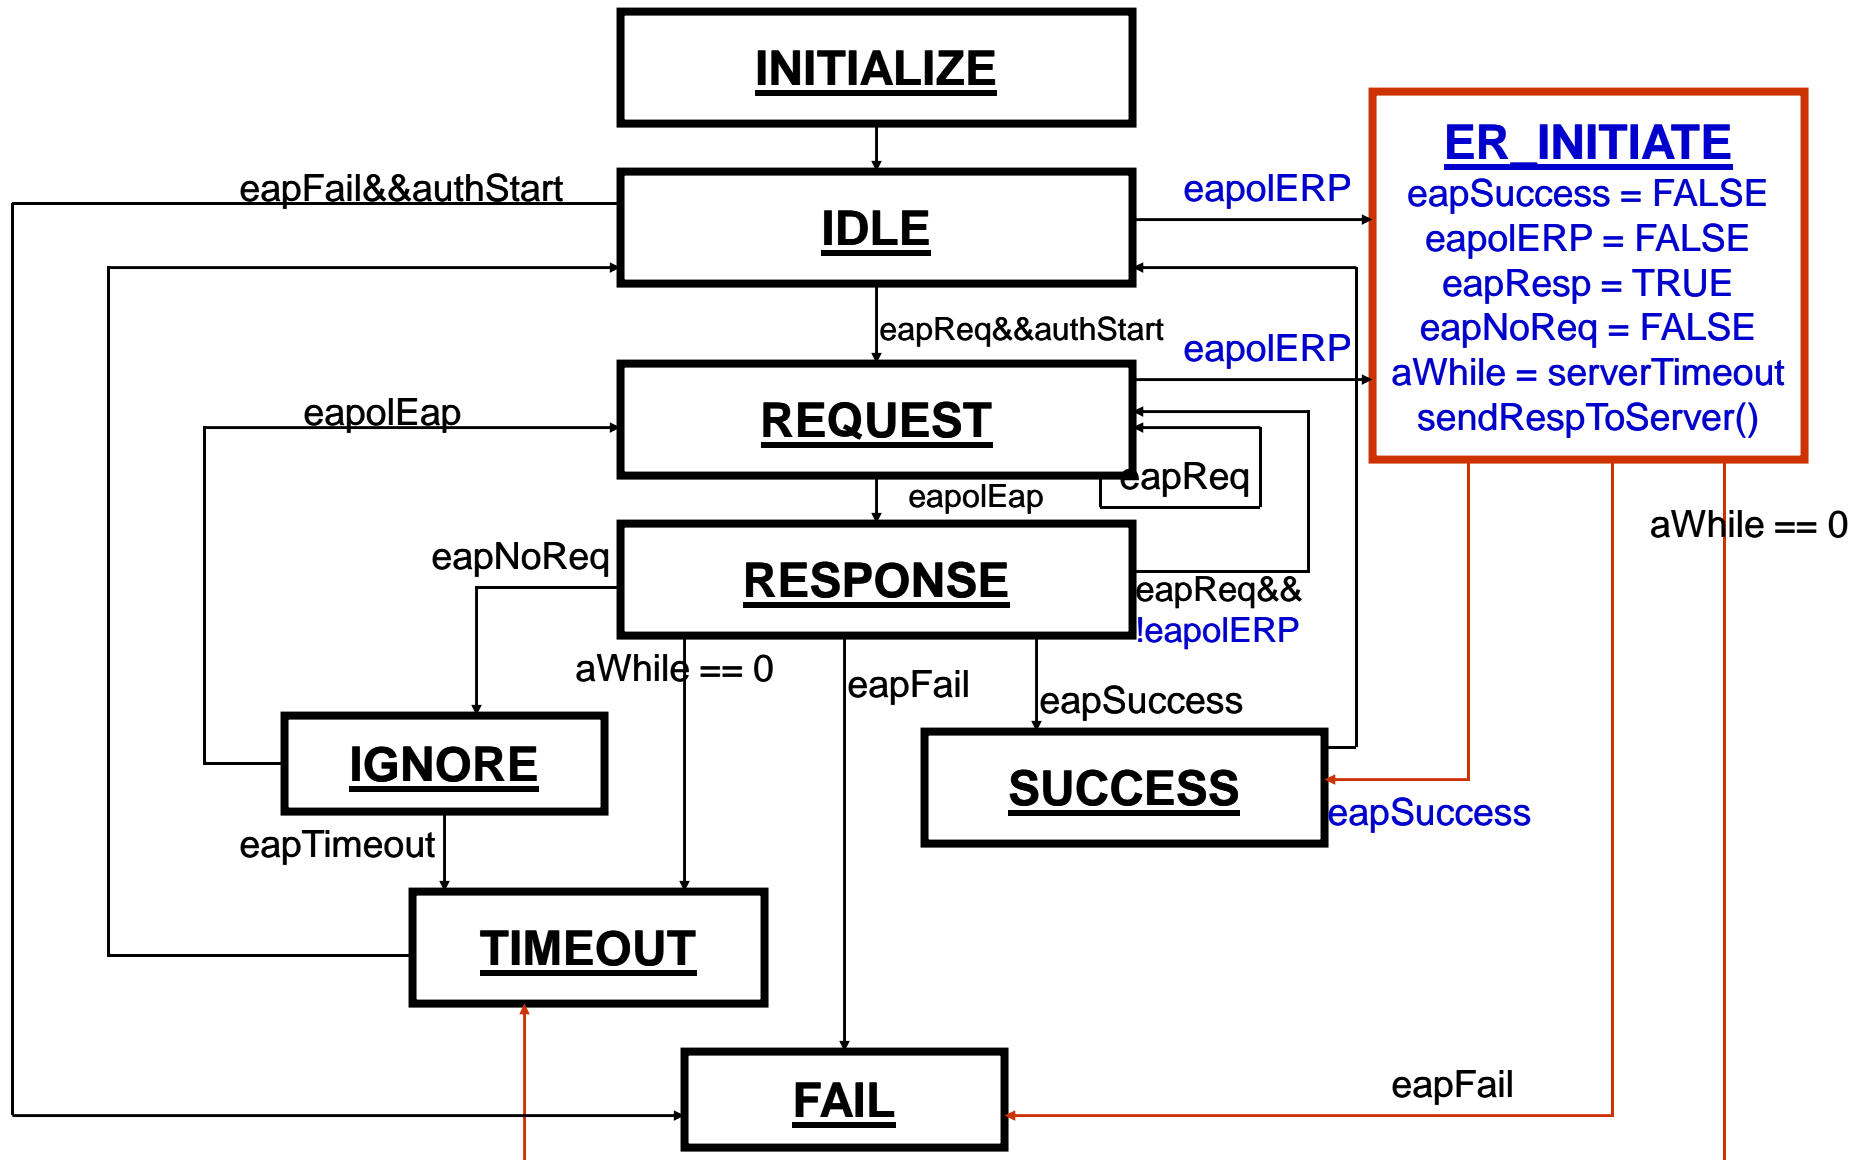 INITIALIZE
ER_INITIATE
eapSuccess = FALSE
eapolERP = FALSE
eapResp = TRUE
eapNoReq = FALSE
aWhile = serverTimeout
sendRespToServer()
eapFail&&authStart
IDLE
eapolERP
eapReq&&authStart
eapolERP
eapolEap
REQUEST
eapReq
eapolEap
aWhile == 0
eapNoReq
RESPONSE
eapReq&&
!eapolERP
aWhile == 0
eapFail
eapSuccess
IGNORE
SUCCESS
eapSuccess
eapTimeout
TIMEOUT
FAIL
eapFail